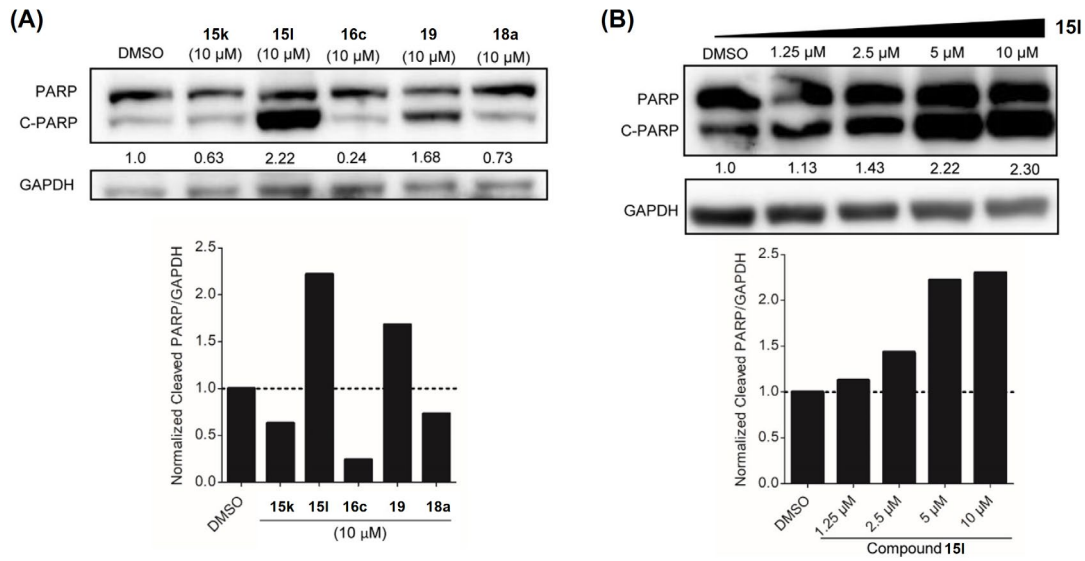 (A)
15k 15l 16c 19 18a
DMSO (10 µM) (10 µM) (10 µM) (10 µM) (10 µM)
PARP
C-PARP
1.0 0.63 2.22 0.24 1.68 0.73
GAPDH
Normalized Cleaved PARP/GAPDH
2.5
2.0
1.5
1.0
0.5
0.0
DMSO 15k 15l 16c 19 18a
(10 µM)
(B)
15l
DMSO 1.25 µM 2.5 µM 5 µM 10 µM
PARP
C-PARP
1.0 1.13 1.43 2.22 2.30
GAPDH
Normalized Cleaved PARP/GAPDH
2.5
2.0
1.5
1.0
0.5
0.0
DMSO 1.25 µM 2.5 µM 5 µM 10 µM
Compound 15l